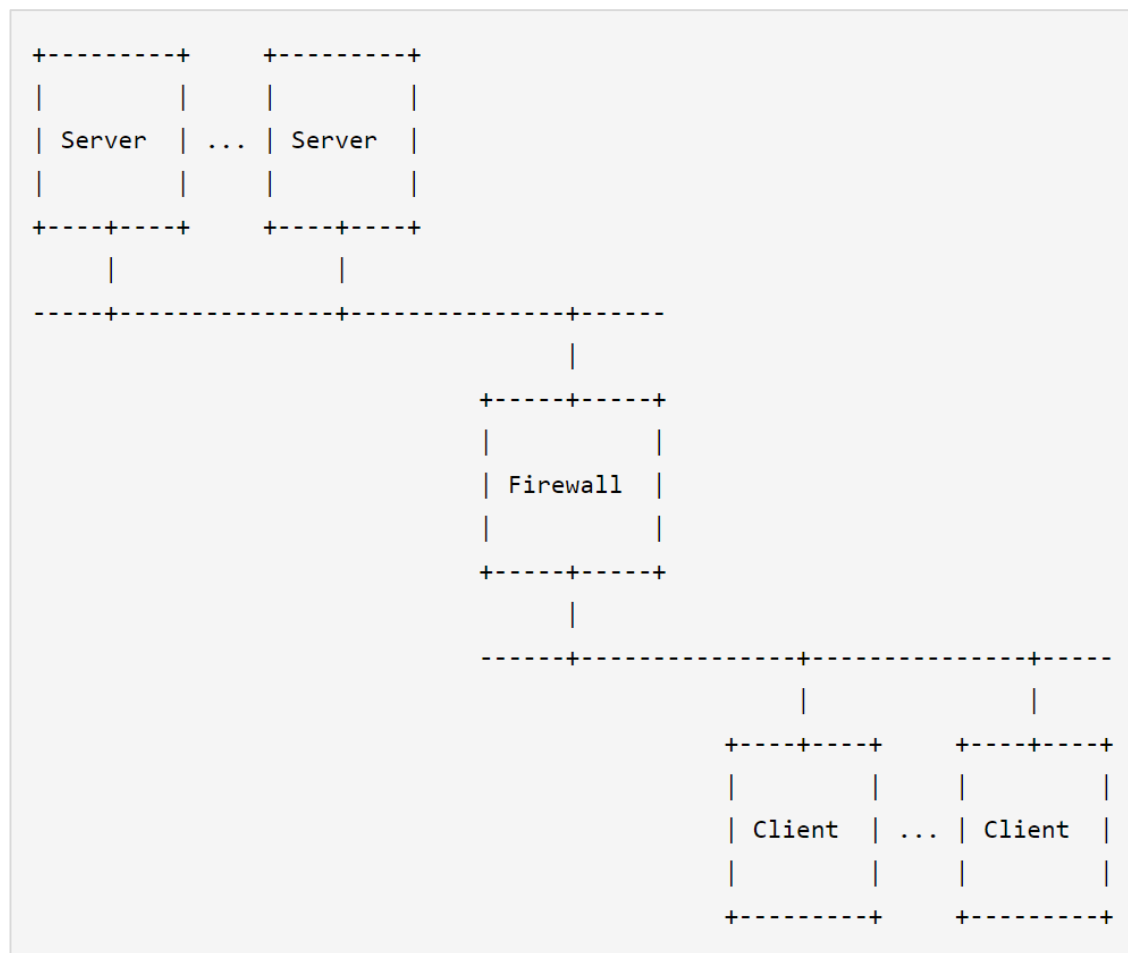 +---------+     +---------+
|         |     |         |
| Server  | ... | Server  |
|         |     |         |
+----+----+     +----+----+
     |               |
-----+---------------+---------------+------
                                     |
                               +-----+-----+
                               |           |
                               | Firewall  |
                               |           |
                               +-----+-----+
                                     |
                               ------+---------------+---------------+-----
                                                     |               |
                                                +----+----+     +----+----+
                                                |         |     |         |
                                                | Client  | ... | Client  |
                                                |         |     |         |
                                                +---------+     +---------+